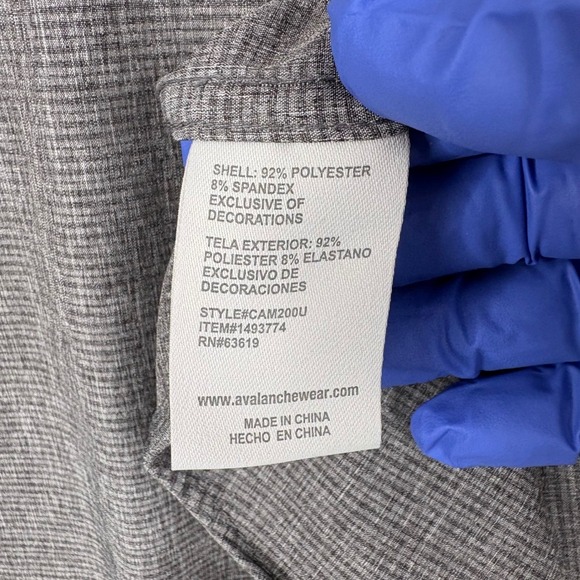 SHELL: 92% POLYESTER
8% SPANDEX
EXCLUSIVE OF
DECORATIONS
TELA EXTERIOR: 92%
POLIESTER 8% ELASTANO
EXCLUSIVO DE
DECORACIONES
STYLE#CAM200U
ITEM#1493774
RN#63619
www.avalanchewear.com
MADE IN CHINA
HECHO EN CHINA